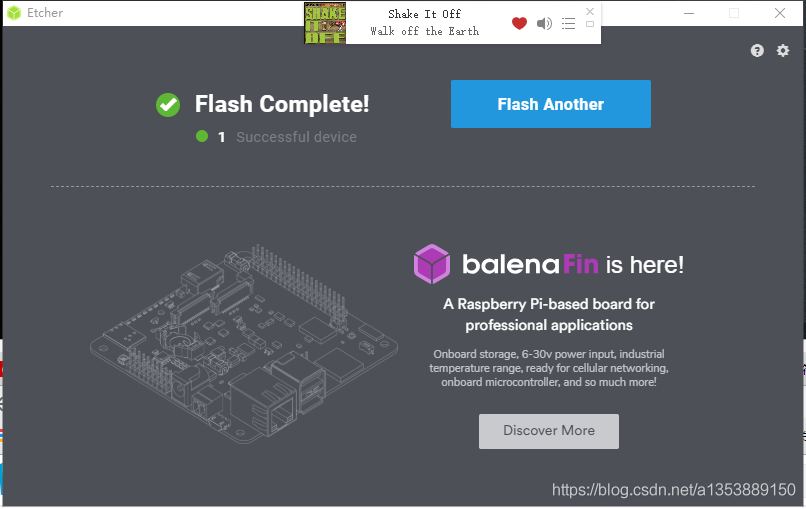 Etcher
SHAKE
IT
OFF
Shake It Off
Walk off the Earth
Flash Complete!
1 Successful device
Flash Another
balenaFin is here!
A Raspberry Pi-based board for
professional applications
Onboard storage, 6-30v power input, industrial
temperature range, ready for cellular networking,
onboard microcontroller, and so much more!
Discover More
https://blog.csdn.net/a1353889150